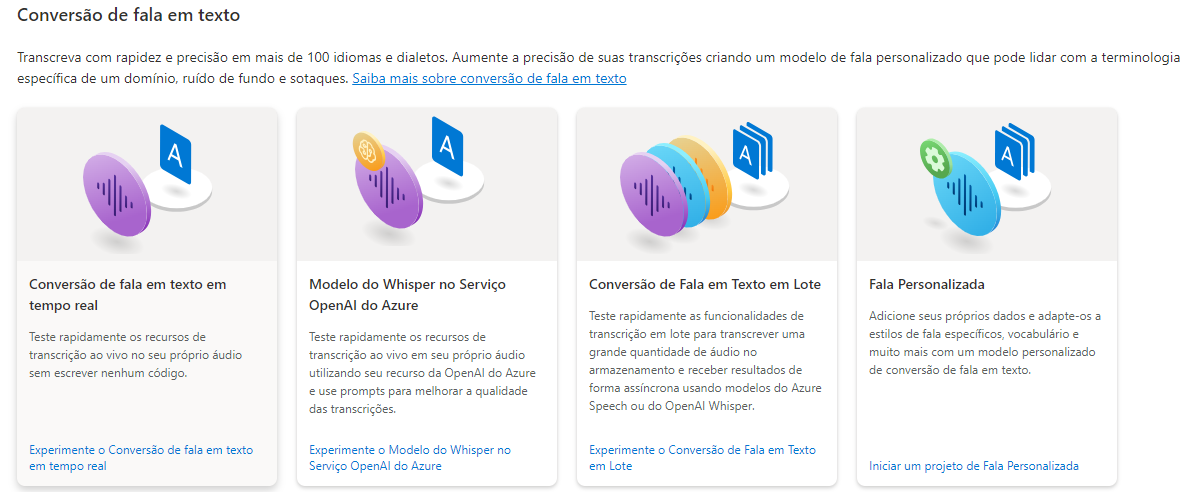 Conversão de fala em texto
Transcreva com rapidez e precisão em mais de 100 idiomas e dialetos. Aumente a precisão de suas transcrições criando um modelo de fala personalizado que pode lidar com a terminologia
específica de um domínio, ruído de fundo e sotaques. Saiba mais sobre conversão de fala em texto
A
A
A
A
Conversão de fala em texto em
tempo real
Teste rapidamente os recursos de
transcrição ao vivo no seu próprio áudio
sem escrever nenhum código.
Experimente o Conversão de fala em texto
em tempo real
Modelo do Whisper no Serviço
OpenAI do Azure
Teste rapidamente os recursos de
transcrição ao vivo em seu próprio áudio
utilizando seu recurso da OpenAI do Azure
e use prompts para melhorar a qualidade
das transcrições.
Experimente o Modelo do Whisper no
Serviço OpenAI do Azure
Conversão de Fala em Texto em Lote
Teste rapidamente as funcionalidades de
transcrição em lote para transcrever uma
grande quantidade de áudio no
armazenamento e receber resultados de
forma assíncrona usando modelos do Azure
Speech ou do OpenAI Whisper.
Experimente o Conversão de Fala em Texto
em Lote
Fala Personalizada
Adicione seus próprios dados e adapte-os a
estilos de fala específicos, vocabulário e
muito mais com um modelo personalizado
de conversão de fala em texto.
Iniciar um projeto de Fala Personalizada